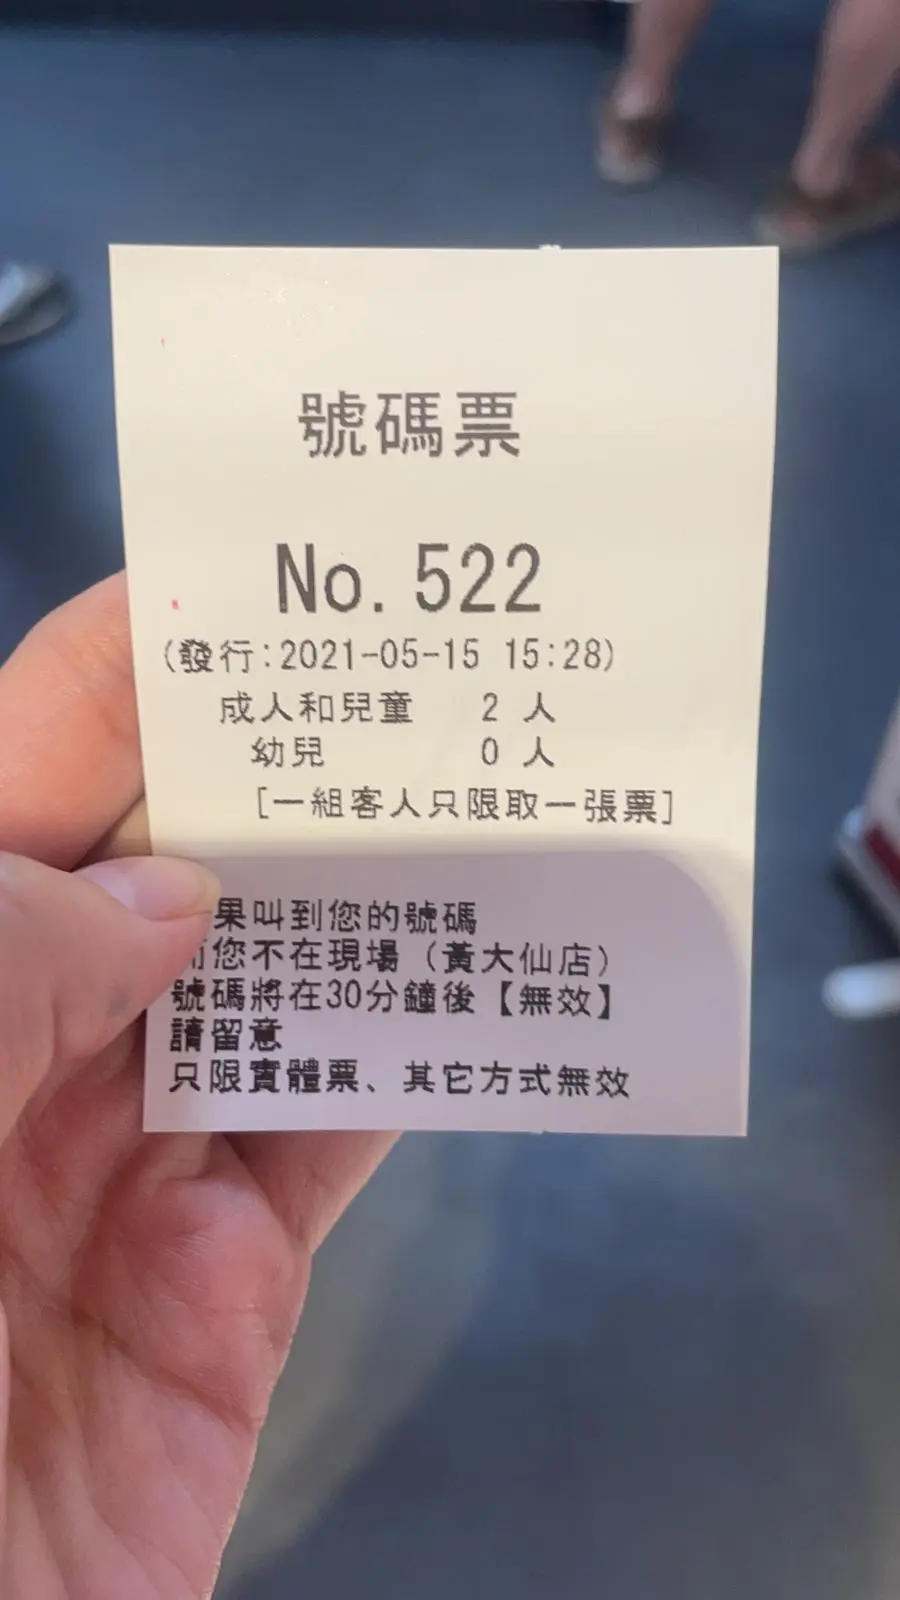 號碼票
No. 522
(發行:2021-05-15 15:28)
成人和兒童 2 人
幼兒 0 人
[一組客人只限取一張票]
果叫到您的號碼
您不在現場（黃大仙店）
號碼將在30分鐘後【無效】
請留意
只限實體票、其它方式無效